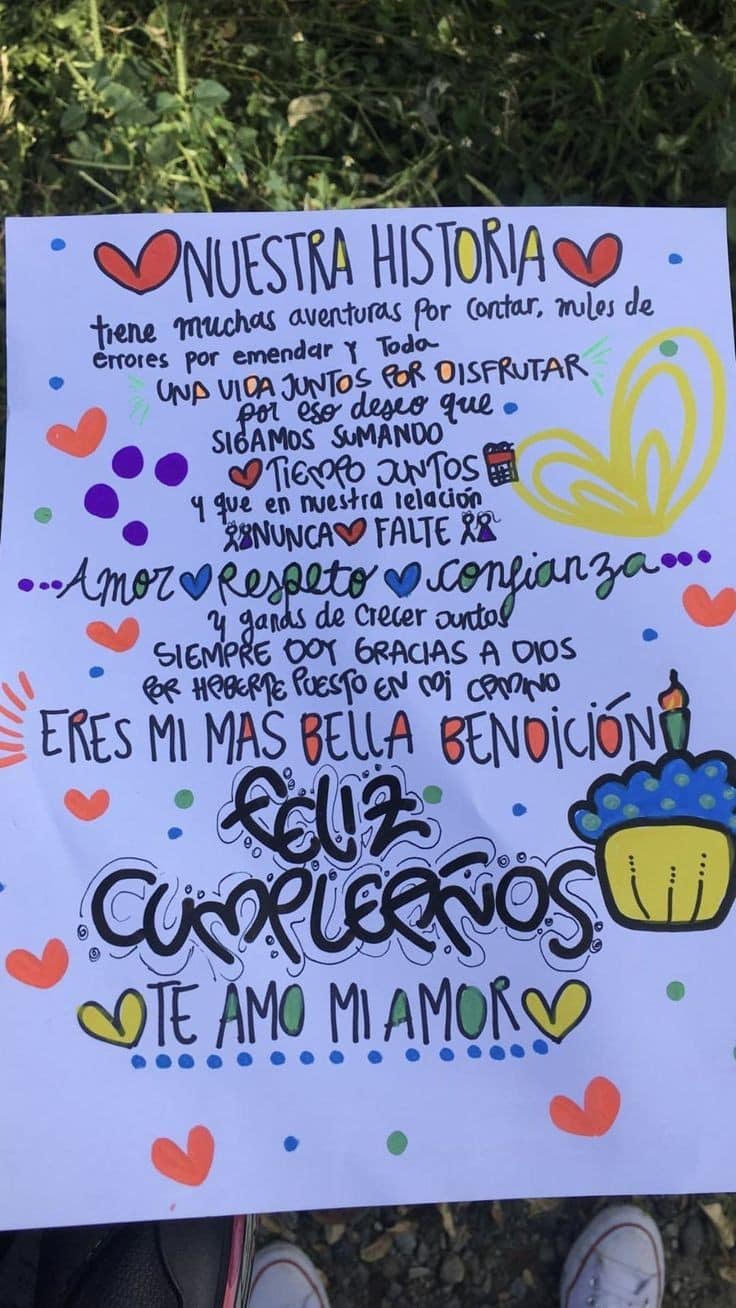 NUESTRA HISTORIA
tiene muchas aventuras por contar, miles de
errores por emendar Y Toda
UNA VIDA JUNTOS POR DISFRUTAR
por eso deseo que
SIGAMOS SUMANDO
TIEMPO JUNTOS
y que en nuestra relación
NUNCA FALTE
Amor Respeto confianza
y ganas de crecer Juntos
SIEMPRE DOY GRACIAS A DIOS
POR HABERTE PUESTO EN MI CAMINO
ERES MI MAS BELLA BENDICIÓN
FELIZ
CUMPLEAÑOS
TE AMO MI AMOR